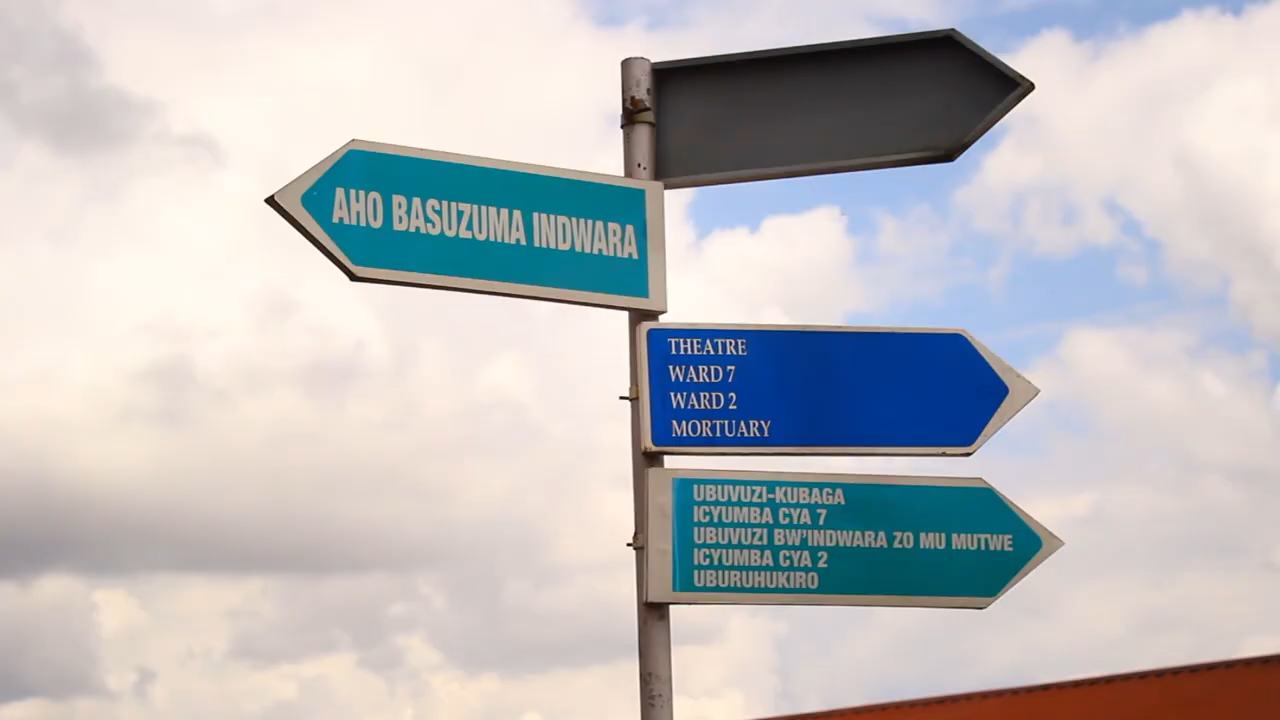 AHO BASUZUMA INDWARA
THEATRE
WARD 7
WARD 2
MORTUARY
UBUVUZI-KUBAGA
ICYUMBA CYA 7
UBUVUZI BW'INDWARA ZO MU MUTWE
ICYUMBA CYA 2
UBURUHUKIRO